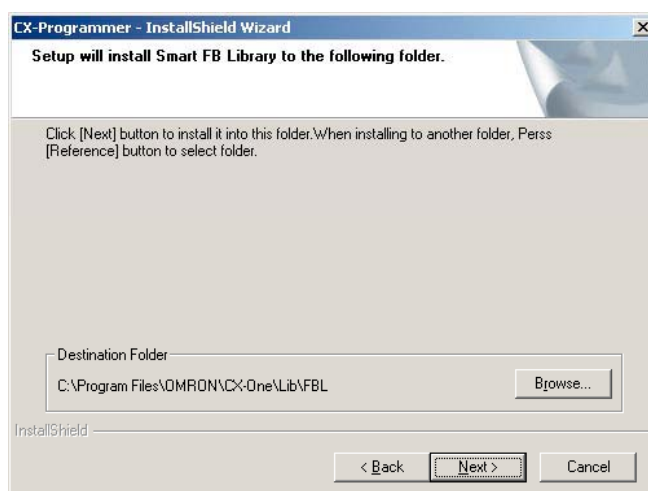 CX-Programmer - InstallShield Wizard
Setup will install Smart FB Library to the following folder.
Click [Next] button to install it into this folder.When installing to another folder, Perss
[Reference] button to select folder.
Destination Folder
C:\Program Files\OMRON\CX-One\Lib\FBL
Browse...
InstallShield
< Back
Next >
Cancel